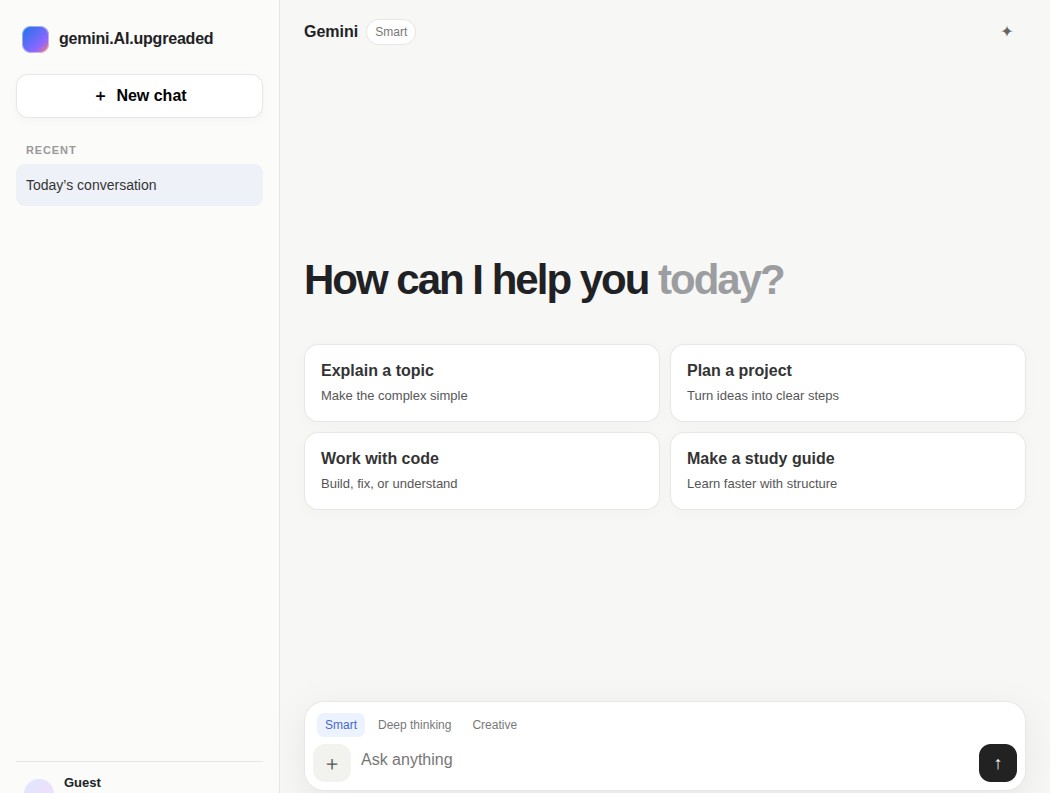 gemini.AI.upgreaded
+ New chat
RECENT
Today's conversation
Guest
Gemini Smart
How can I help you today?
Explain a topic
Make the complex simple
Plan a project
Turn ideas into clear steps
Work with code
Build, fix, or understand
Make a study guide
Learn faster with structure
Smart Deep thinking Creative
+ Ask anything ↑